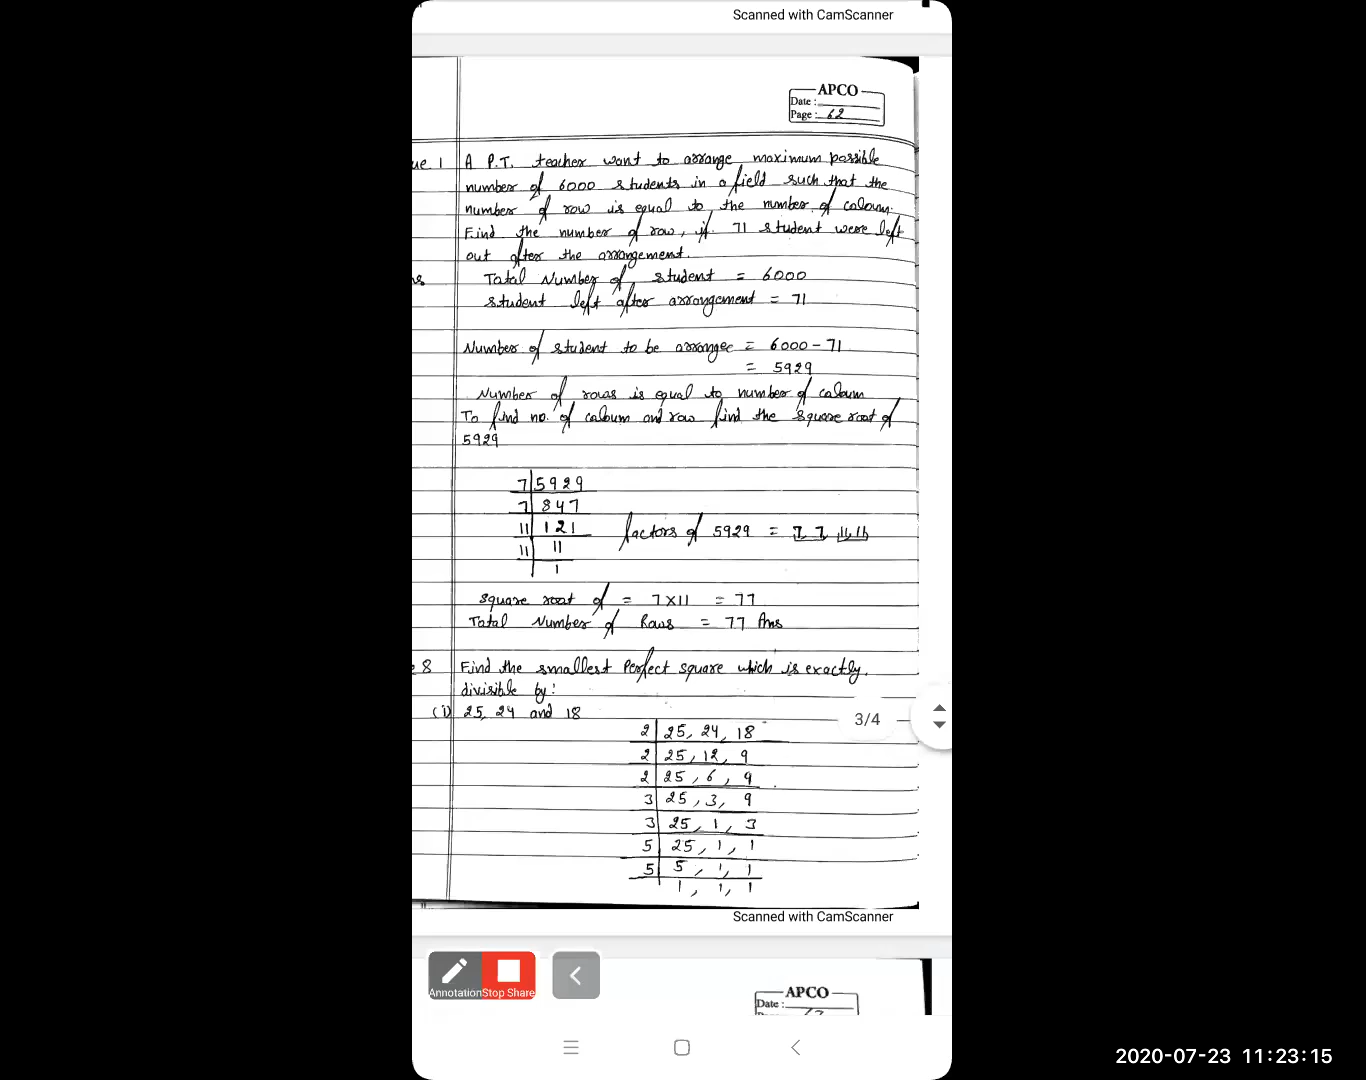 Scanned with CamScanner
APCO
Date :
Page : 62
ue. 1 A P.T. teacher want to arrange maximum possible
number of 6000 students in a field such that the
number of row is equal to the number of coloum.
Find the number of row, if 71 student were left
out after the arrangement.
ns Total Number of student = 6000
student left after arrangement = 71
Number of student to be arrangec = 6000 - 71
= 5929
Number of rows is equal to number of coloum
To find no. of coloum and row find the square root of
5929
7 5929
7 847
11 121
factors of 5929 = 7, 7, 11, 11
11 11
1
square root of = 7 x 11 = 77
Total Number of Rows = 77 Ans
e 8 Find the smallest Perfect square which is exactly.
divisible by:
(i) 25, 24 and 18
3/4
2 25, 24, 18
2 25, 12, 9
2 25, 6, 9
3 25, 3, 9
3 25, 1, 3
5 25, 1, 1
5 5, 1, 1
1, 1, 1
Scanned with CamScanner
Annotation Stop Share
APCO
Date :
2020-07-23 11:23:15